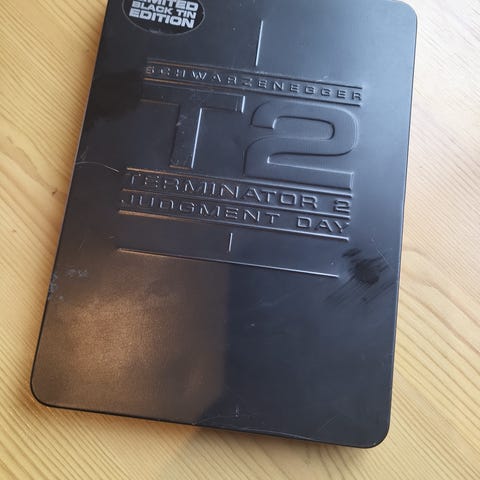 LIMITED
BLACK TIN
EDITION
SCHWARZENEGGER
T2
TERMINATOR 2
JUDGMENT DAY